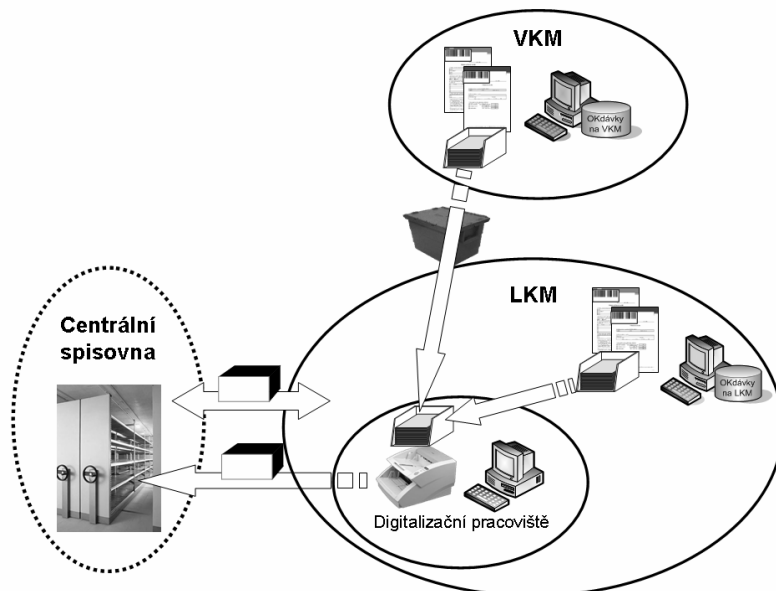 VKM
OKdávky
na VKM
LKM
OKdávky
na LKM
Centrální
spisovna
Digitalizační pracoviště